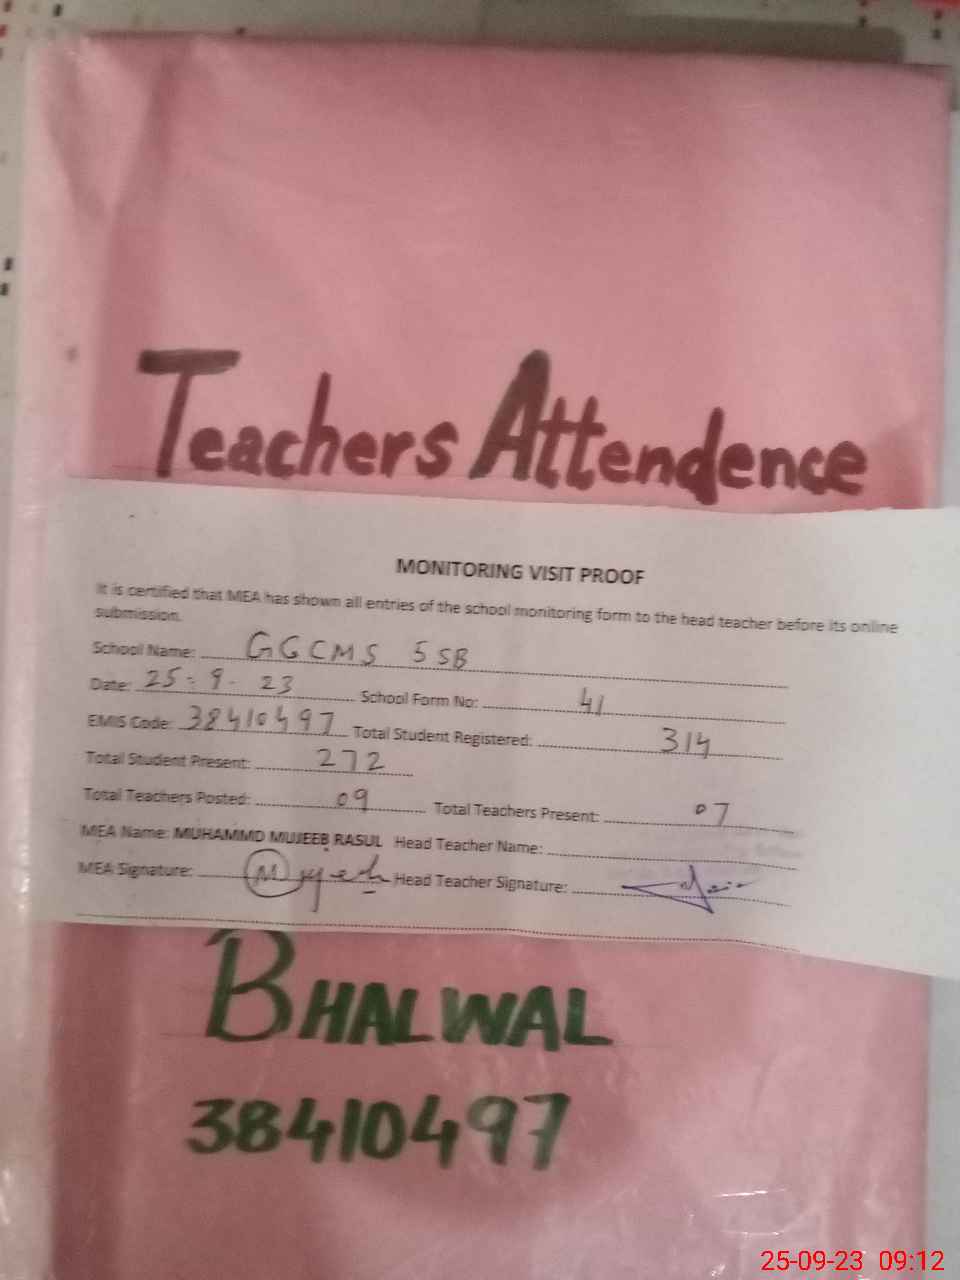 Teachers Attendence
MONITORING VISIT PROOF
It is certified that MEA has shown all entries of the school monitoring form to the head teacher before its online
submission.
School Name: GGCMS 5 SB
Date: 25-9-23 School Form No: 41
EMIS Code: 38410497 Total Student Registered: 314
Total Student Present: 272
Total Teachers Posted: 09 Total Teachers Present: 07
MEA Name: MUHAMMD MUJEEB RASUL Head Teacher Name:
MEA Signature: Mujeeb Head Teacher Signature:
BHALWAL
38410497
25-09-23 09:12